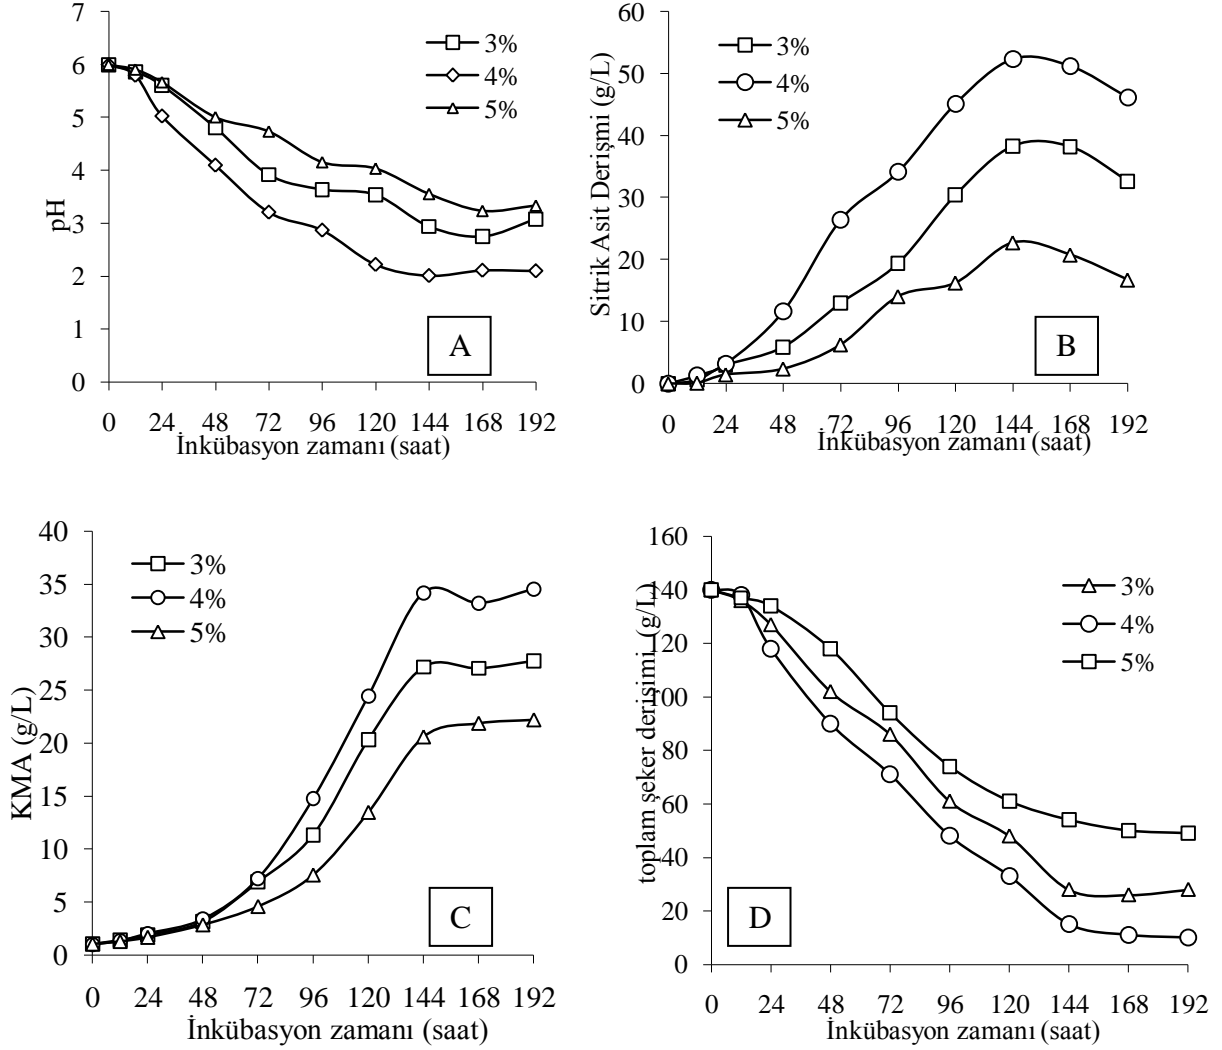 7
6
5
4
3
2
1
0
pH
3%
4%
5%
A
0 24 48 72 96 120 144 168 192
İnkübasyon zamanı (saat)
60
50
40
30
20
10
0
Sitrik Asit Derişmi (g/L)
3%
4%
5%
B
0 24 48 72 96 120 144 168 192
İnkübasyon zamanı (saat)
40
35
30
25
20
15
10
5
0
KMA (g/L)
3%
4%
5%
C
0 24 48 72 96 120 144 168 192
İnkübasyon zamanı (saat)
160
140
120
100
80
60
40
20
0
toplam şeker derişimi (g/L)
3%
4%
5%
D
0 24 48 72 96 120 144 168 192
İnkübasyon zamanı (saat)